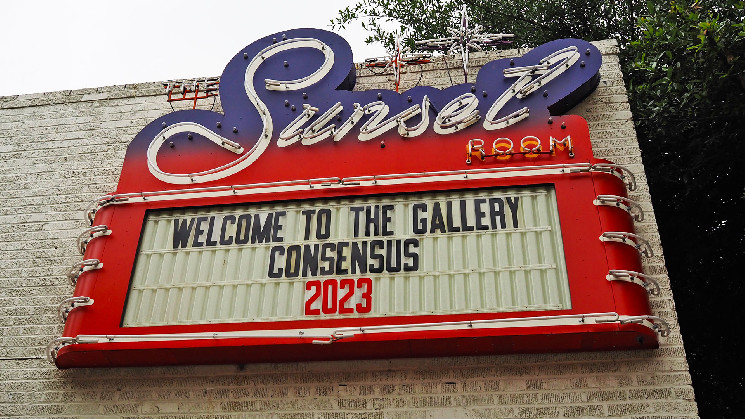 THE
Sunset
ROOM
WELCOME TO THE GALLERY
CONSENSUS
2023